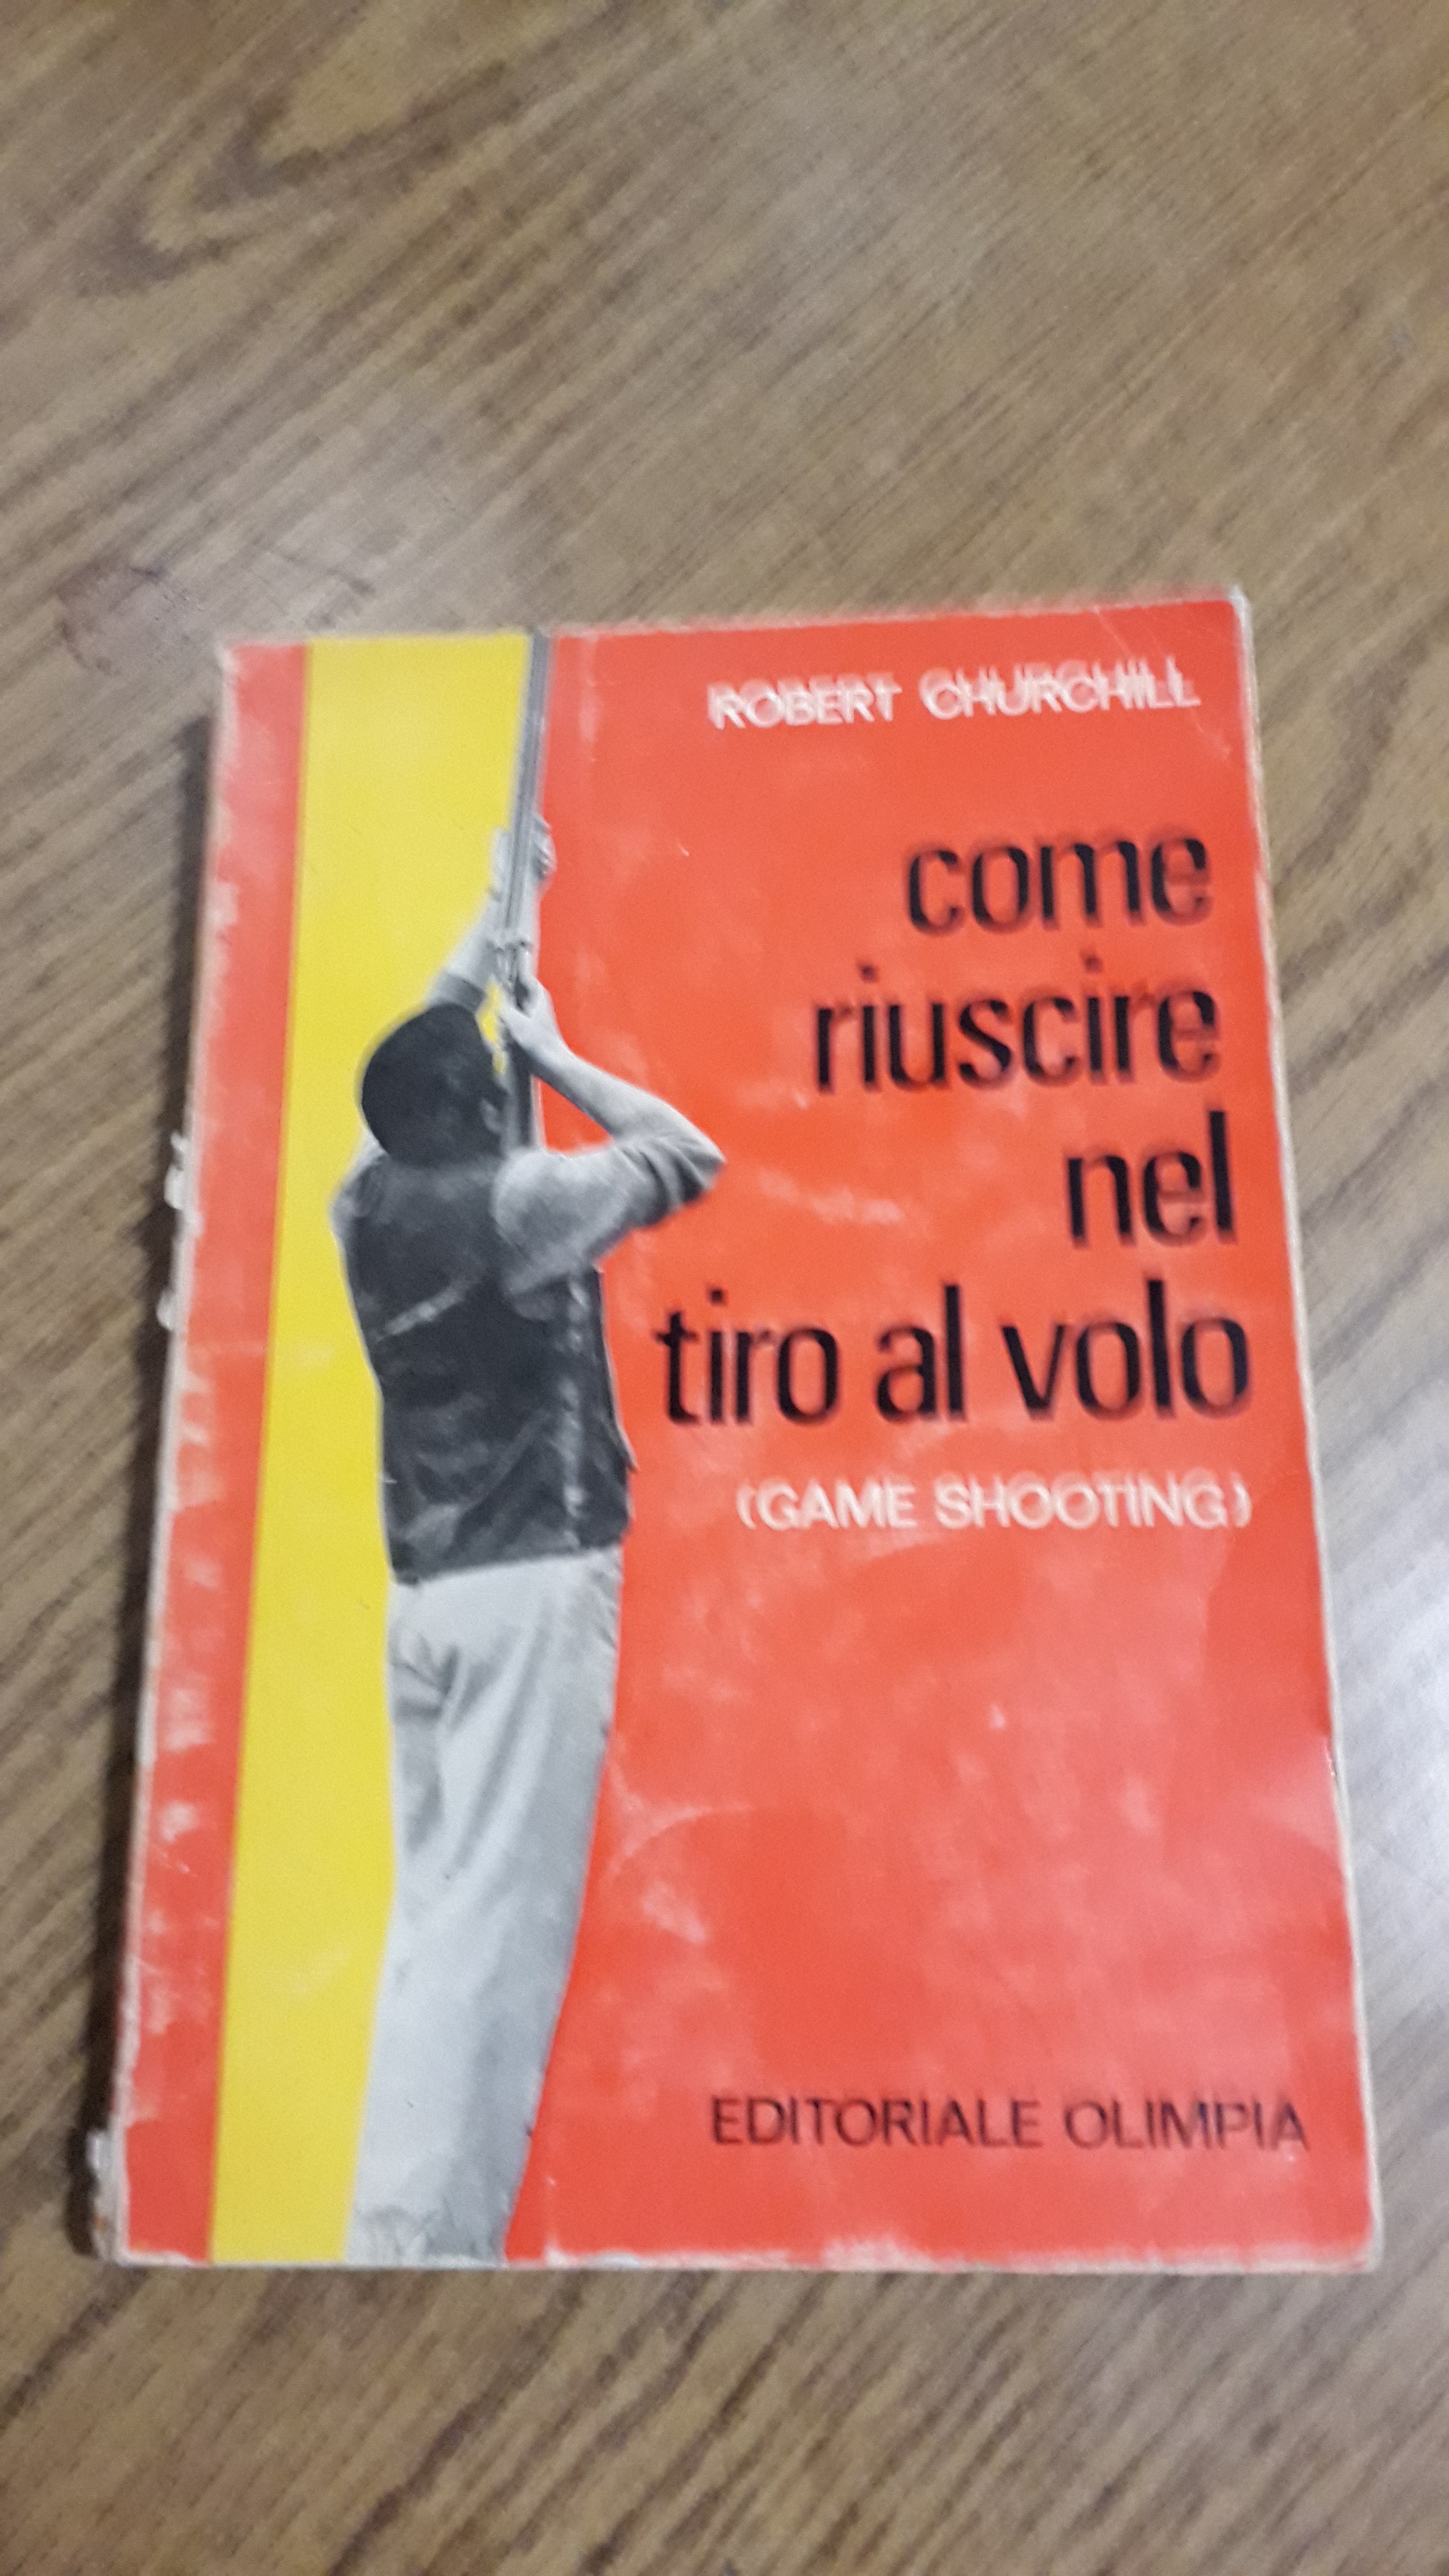 ROBERT CHURCHILL
come
riuscire
nel
tiro al volo
(GAME SHOOTING)
EDITORIALE OLIMPIA